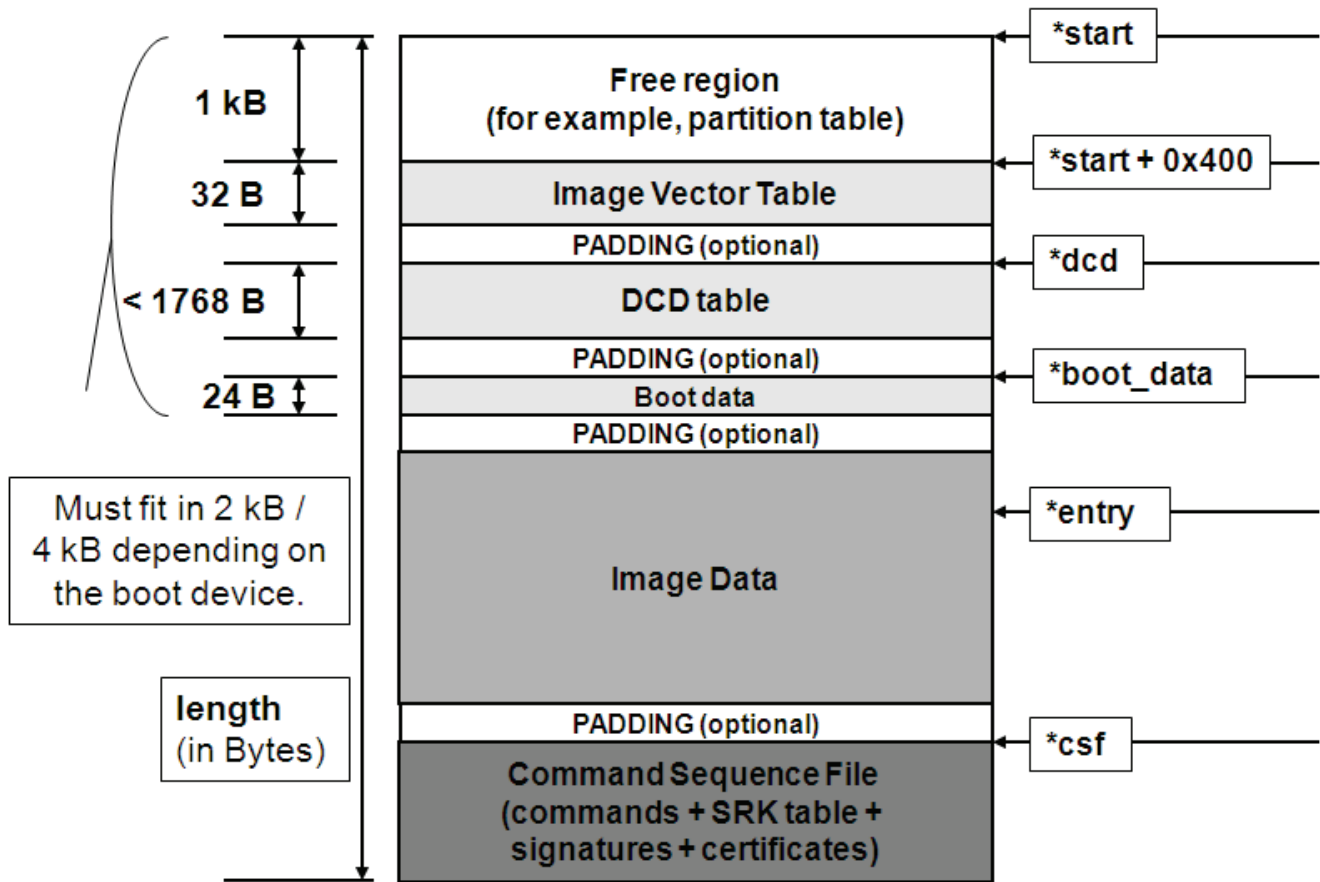 *start
1 kB
Free region
(for example, partition table)
*start + 0x400
32 B
Image Vector Table
PADDING (optional)
*dcd
< 1768 B
DCD table
PADDING (optional)
*boot_data
24 B
Boot data
PADDING (optional)
Must fit in 2 kB /
4 kB depending on
the boot device.
*entry
Image Data
length
(in Bytes)
PADDING (optional)
*csf
Command Sequence File
(commands + SRK table +
signatures + certificates)